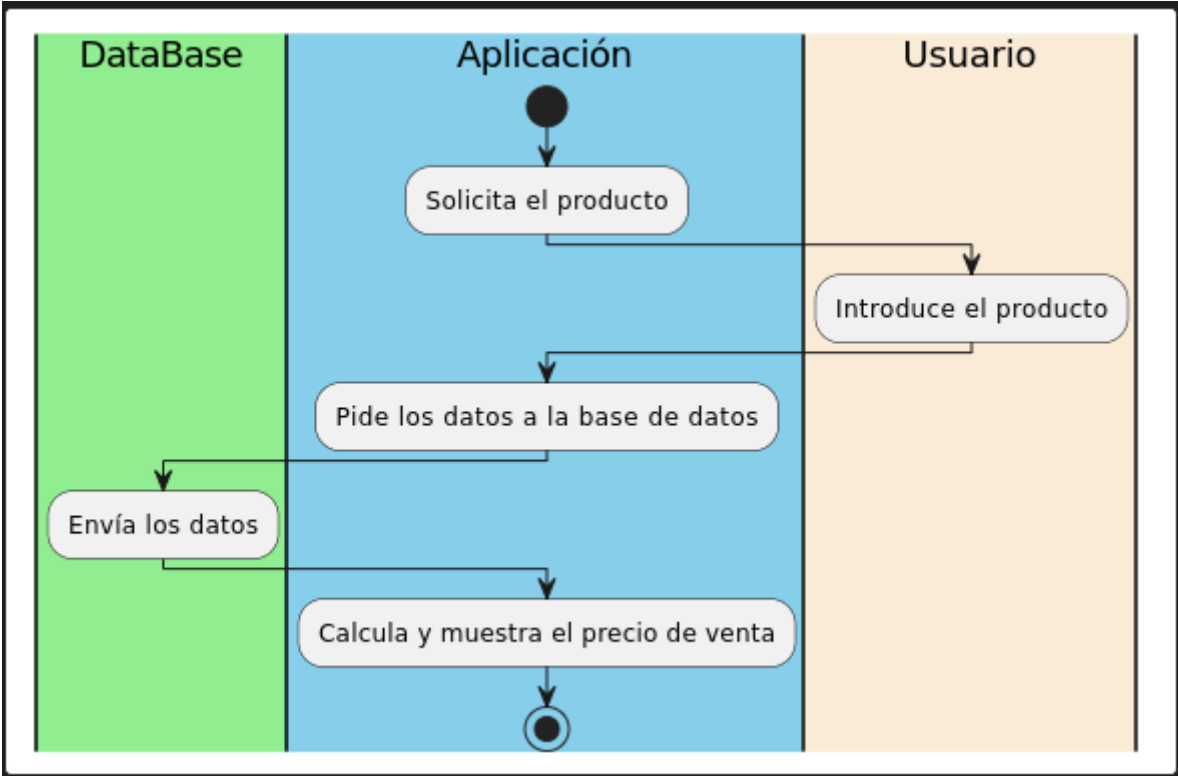 DataBase
Aplicación
Usuario
Solicita el producto
Introduce el producto
Pide los datos a la base de datos
Envía los datos
Calcula y muestra el precio de venta